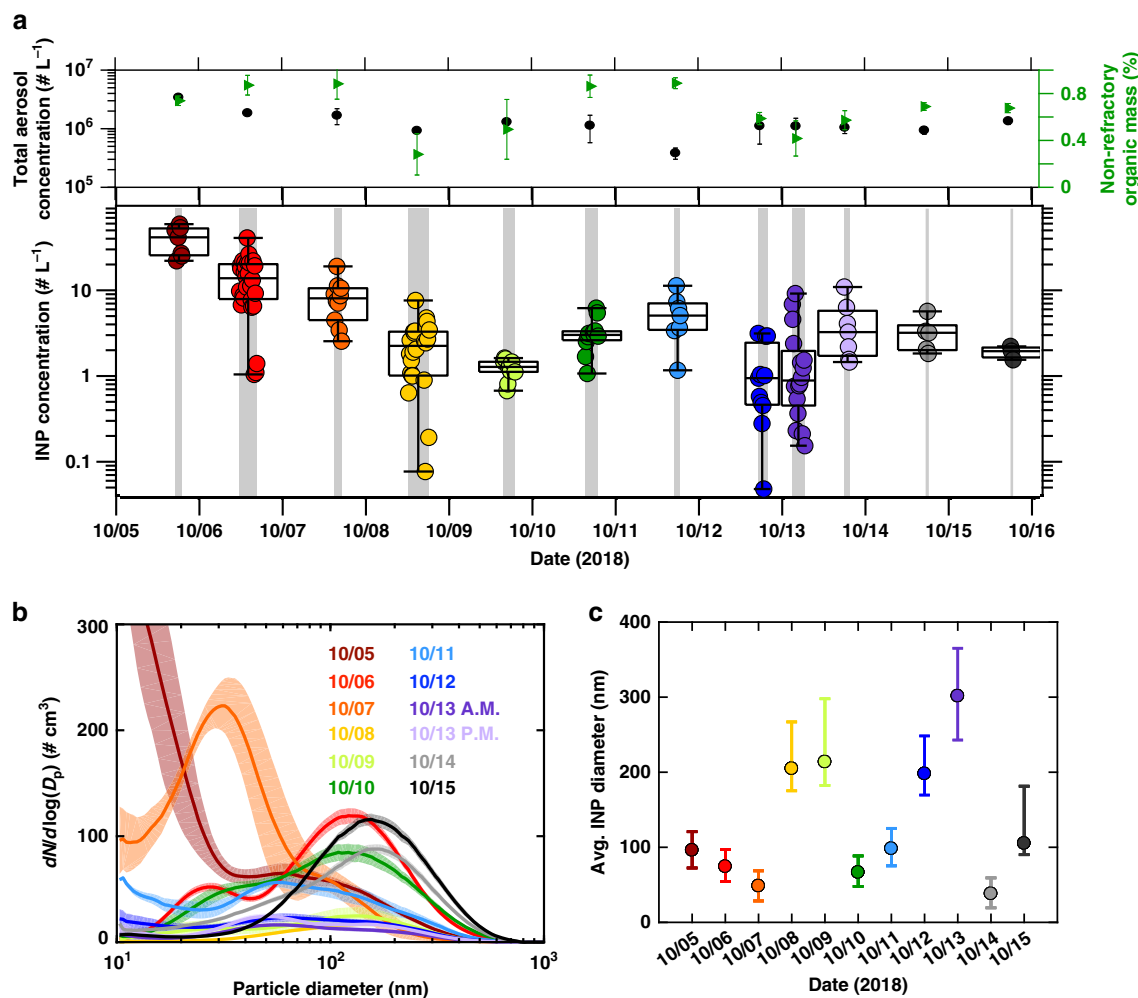 a
Total aerosol
concentration (# L⁻¹)
10⁷
10⁶
10⁵
0.8
0.4
0
Non-refractory
organic mass (%)
INP concentration (# L⁻¹)
10
1
0.1
10/05 10/06 10/07 10/08 10/09 10/10 10/11 10/12 10/13 10/14 10/15 10/16
Date (2018)
b
dN/dlog(Dₚ) (# cm³)
300
200
100
0
10/05 10/11
10/06 10/12
10/07 10/13 A.M.
10/08 10/13 P.M.
10/09 10/14
10/10 10/15
10¹ 10² 10³
Particle diameter (nm)
c
Avg. INP diameter (nm)
400
300
200
100
0
10/05 10/06 10/07 10/08 10/09 10/10 10/11 10/12 10/13 10/14 10/15
Date (2018)